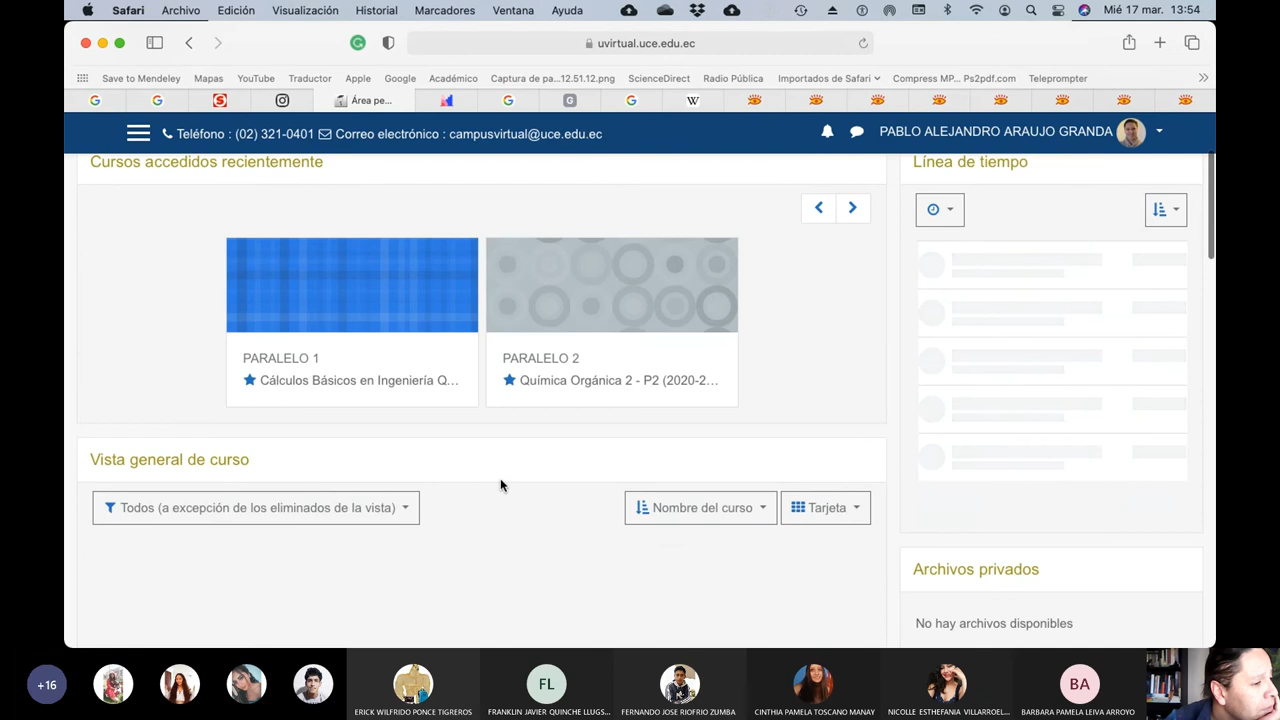 Safari Archivo Edición Visualización Historial Marcadores Ventana Ayuda Mié 17 mar. 13:54
uvirtual.uce.edu.ec
Save to Mendeley Mapas YouTube Traductor Apple Google Académico Captura de pa...12.51.12.png ScienceDirect Radio Pública Importados de Safari Compress MP... Ps2pdf.com Teleprompter
Área pe...
Teléfono : (02) 321-0401 Correo electrónico : campusvirtual@uce.edu.ec PABLO ALEJANDRO ARAUJO GRANDA
Cursos accedidos recientemente
Línea de tiempo
PARALELO 1
Cálculos Básicos en Ingeniería Q...
PARALELO 2
Química Orgánica 2 - P2 (2020-2...
Vista general de curso
Todos (a excepción de los eliminados de la vista) Nombre del curso Tarjeta
Archivos privados
No hay archivos disponibles
+16 FL BA
ERICK WILFRIDO PONCE TIGREROS FRANKLIN JAVIER QUINCHE LLUGS... FERNANDO JOSE RIOFRIO ZUMBA CINTHIA PAMELA TOSCANO MANAY NICOLLE ESTHEFANIA VILLARROEL... BARBARA PAMELA LEIVA ARROYO